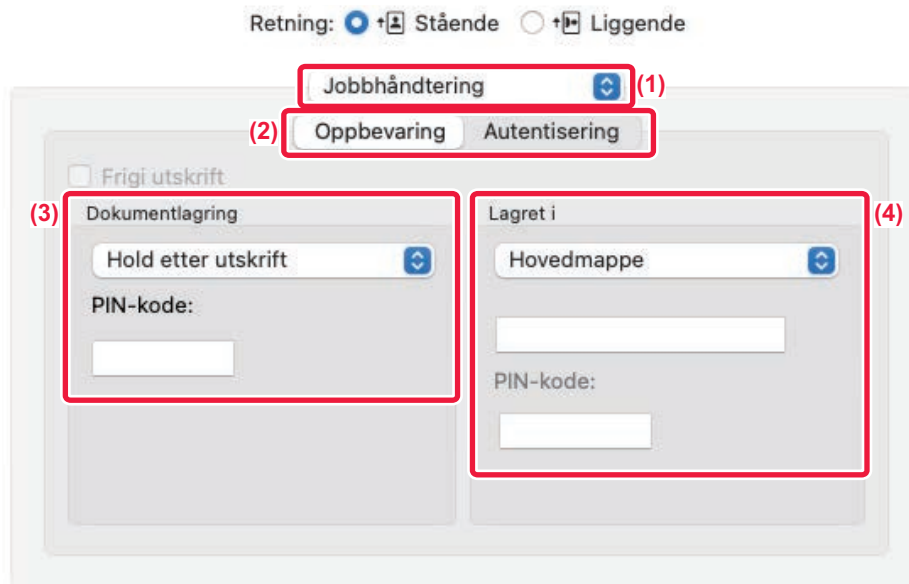 Retning: Stående Liggende
Jobbhåndtering (1)
(2) Oppbevaring Autentisering
Frigi utskrift
(3) Dokumentlagring Lagret i (4)
Hold etter utskrift Hovedmappe
PIN-kode:
PIN-kode: